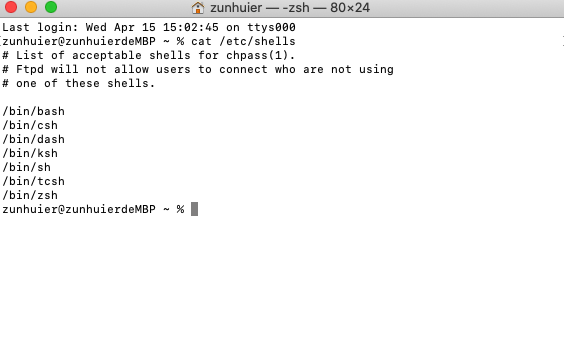 zunhuier — -zsh — 80×24
Last login: Wed Apr 15 15:02:45 on ttys000
[zunhuier@zunhuierdeMBP ~ % cat /etc/shells ]
# List of acceptable shells for chpass(1).
# Ftpd will not allow users to connect who are not using
# one of these shells.
/bin/bash
/bin/csh
/bin/dash
/bin/ksh
/bin/sh
/bin/tcsh
/bin/zsh
zunhuier@zunhuierdeMBP ~ %